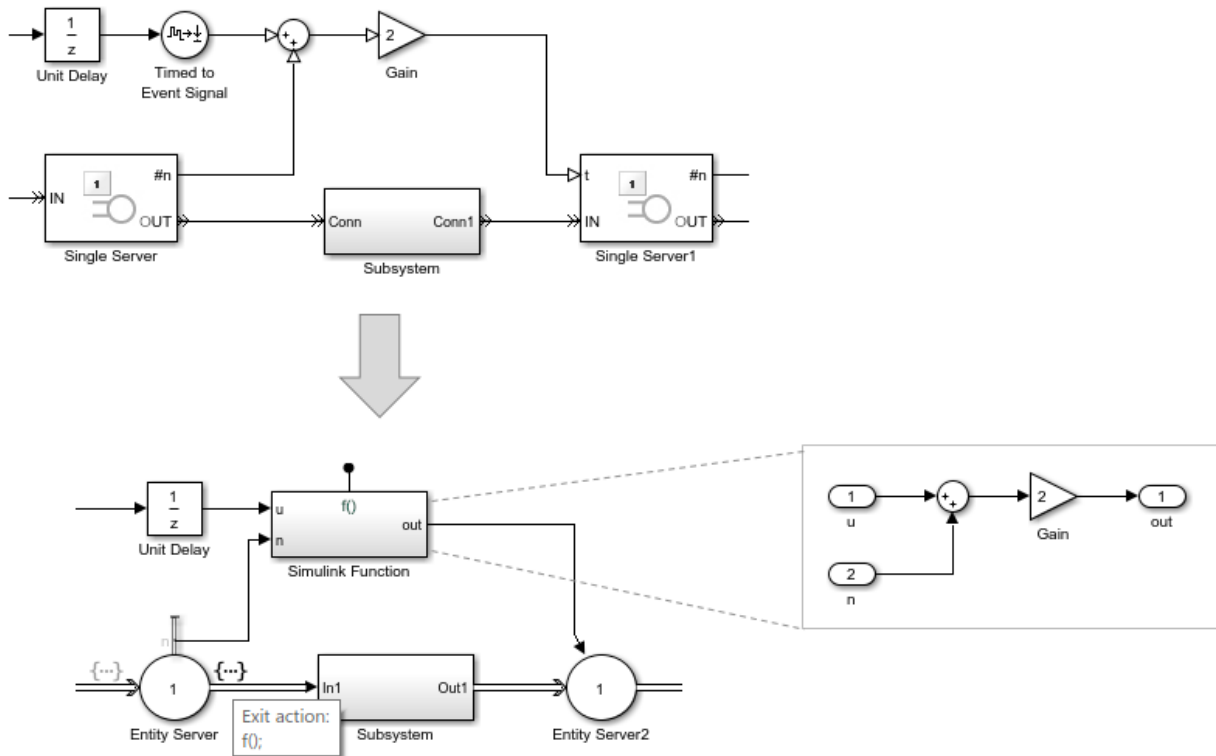 1
z
Unit Delay
Timed to
Event Signal
+
+
2
Gain
#n
1
IN
OUT
Single Server
Conn
Conn1
Subsystem
t
#n
1
IN
OUT
Single Server1
1
z
Unit Delay
u
f()
n
out
Simulink Function
1
u
+
+
2
Gain
1
out
2
n
n
{...}
1
Entity Server
{...}
In1
Out1
Subsystem
Exit action:
f();
1
Entity Server2